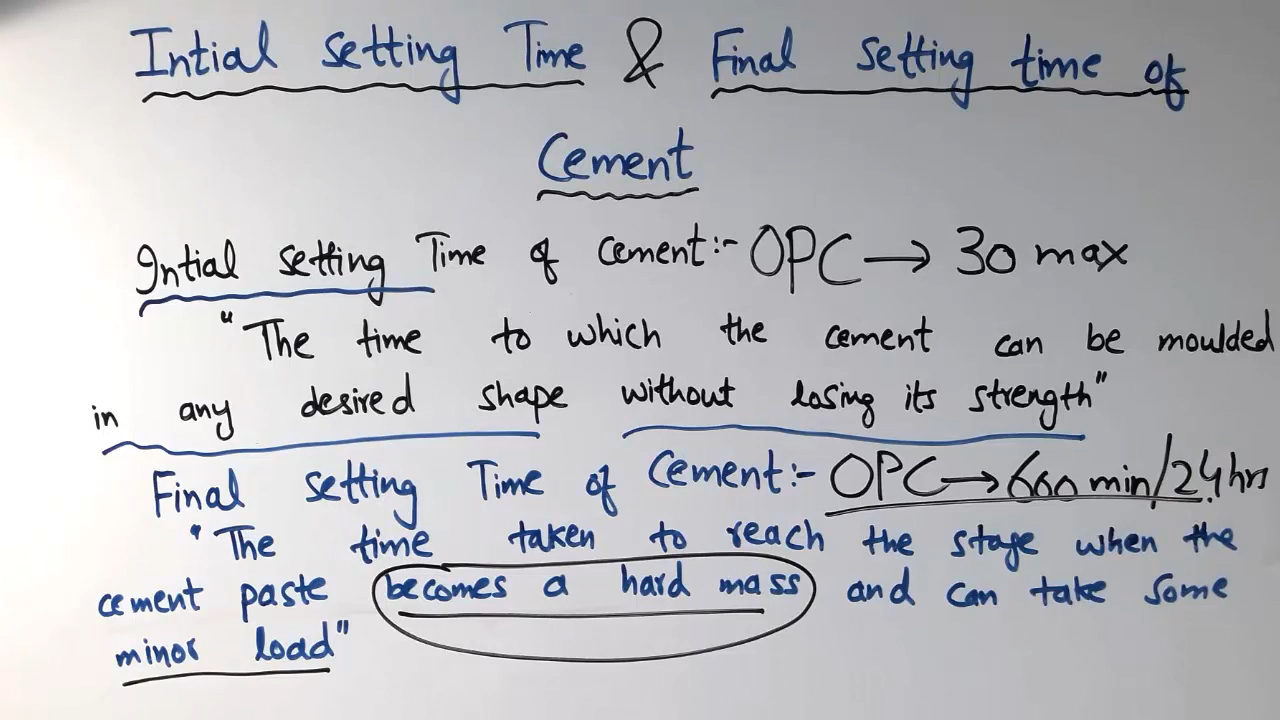 Intial setting Time & Final setting time of
Cement
Intial setting Time of cement:- OPC → 30 max
"The time to which the cement can be moulded
in any desired shape without losing its strength"
Final setting Time of Cement:- OPC → 600 min/24 hrs
"The time taken to reach the stage when the
cement paste becomes a hard mass and can take some
minor load"